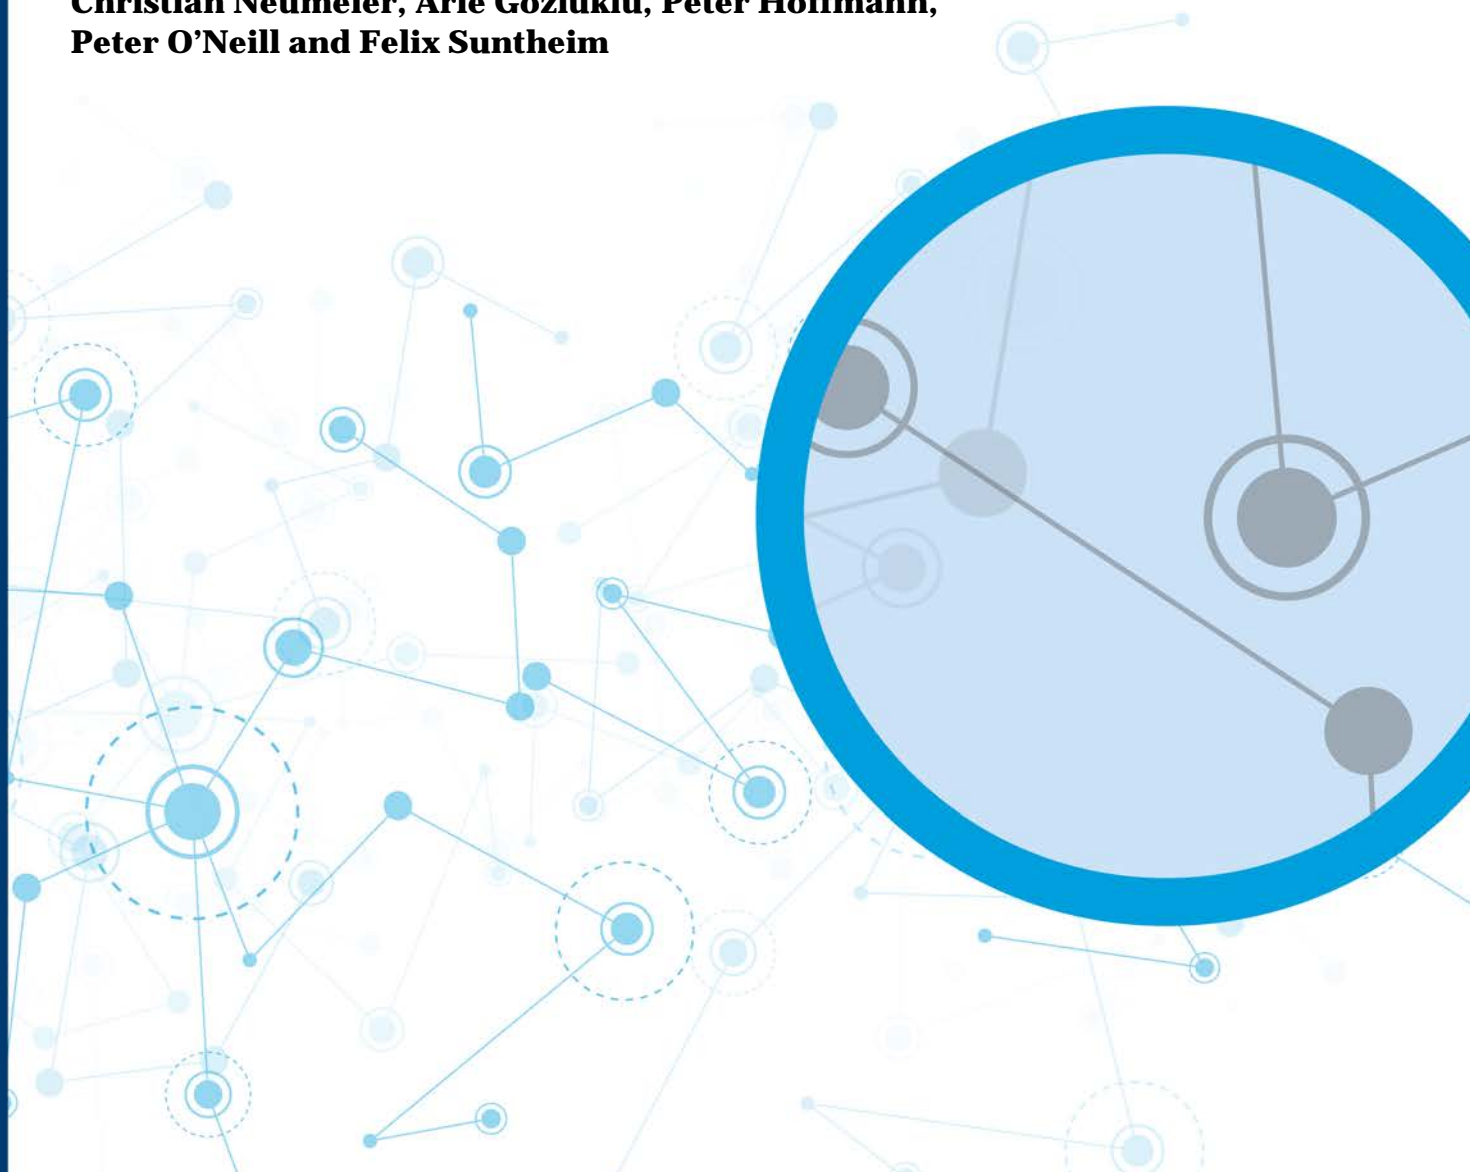 Christian Neumeier, Arie Gozluklu, Peter Hoffmann,
Peter O’Neill and Felix Suntheim